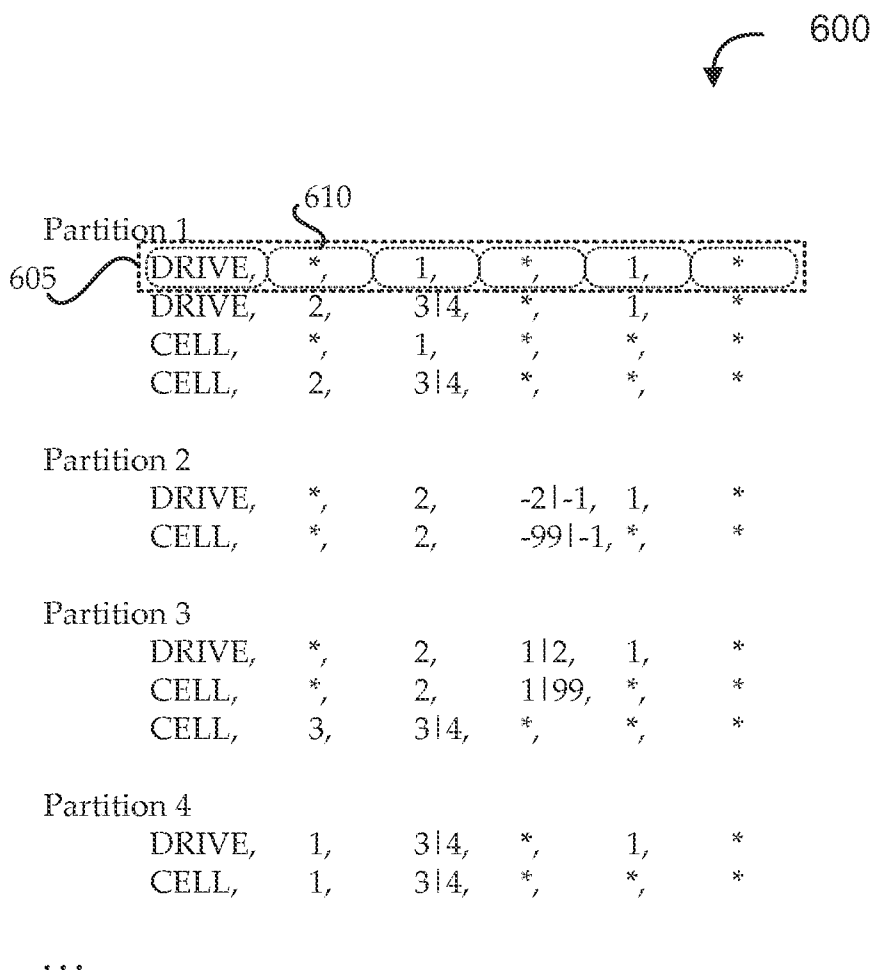 600
610
Partition 1
605
DRIVE, *, 1, *, 1, *
DRIVE, 2, 3|4, *, 1, *
CELL, *, 1, *, *, *
CELL, 2, 3|4, *, *, *
Partition 2
DRIVE, *, 2, -2|-1, 1, *
CELL, *, 2, -99|-1, *, *
Partition 3
DRIVE, *, 2, 1|2, 1, *
CELL, *, 2, 1|99, *, *
CELL, 3, 3|4, *, *, *
Partition 4
DRIVE, 1, 3|4, *, 1, *
CELL, 1, 3|4, *, *, *
...